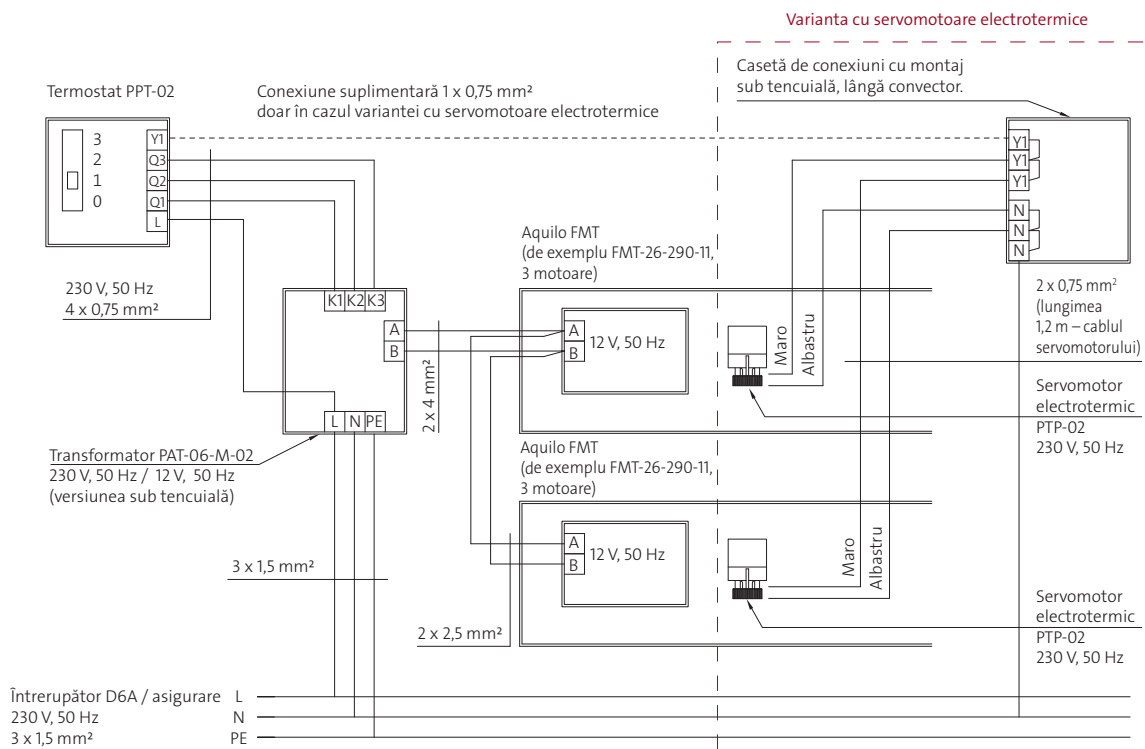 Varianta cu servomotoare electrotermice
Casetă de conexiuni cu montaj
sub tencuială, lângă convector.
Termostat PPT-02
Conexiune suplimentară 1 x 0,75 mm²
doar în cazul variantei cu servomotoare electrotermice
3
2
1
0
Y1
Q3
Q2
Q1
L
Y1
Y1
Y1
N
N
N
230 V, 50 Hz
4 x 0,75 mm²
K1 K2 K3
A
B
L N PE
2 x 4 mm²
Transformator PAT-06-M-02
230 V, 50 Hz / 12 V, 50 Hz
(versiunea sub tencuială)
Aquilo FMT
(de exemplu FMT-26-290-11,
3 motoare)
A
B
12 V, 50 Hz
Maro
Albastru
2 x 0,75 mm²
(lungimea
1,2 m – cablul
servomotorului)
Servomotor
electrotermic
PTP-02
230 V, 50 Hz
Aquilo FMT
(de exemplu FMT-26-290-11,
3 motoare)
A
B
12 V, 50 Hz
Maro
Albastru
Servomotor
electrotermic
PTP-02
230 V, 50 Hz
3 x 1,5 mm²
2 x 2,5 mm²
Întrerupător D6A / asigurare L
230 V, 50 Hz N
3 x 1,5 mm² PE